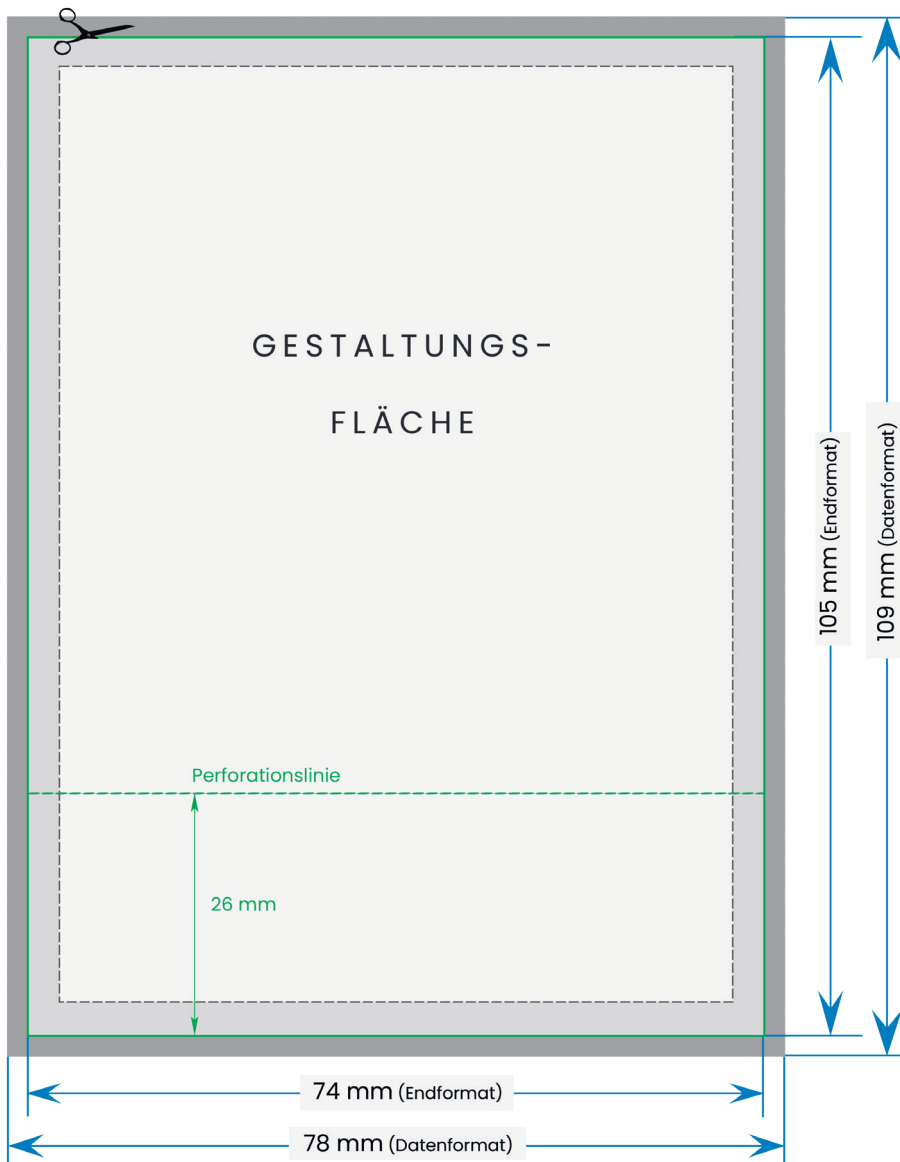 GESTALTUNGS-
FLÄCHE
105 mm (Endformat)
109 mm (Datenformat)
Perforationslinie
26 mm
74 mm (Endformat)
78 mm (Datenformat)